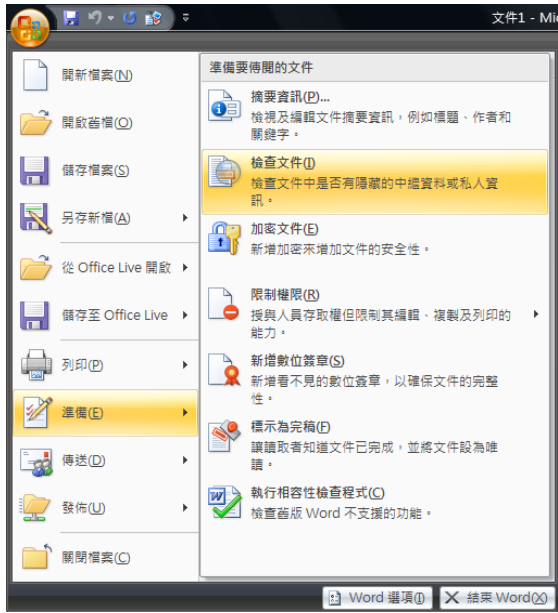 文件1 - Mi
開新檔案(N)
開啟舊檔(O)
儲存檔案(S)
另存新檔(A)
從 Office Live 開啟
儲存至 Office Live
列印(P)
準備(E)
傳送(D)
發佈(U)
關閉檔案(C)
準備要傳閱的文件
摘要資訊(P)...
檢視及編輯文件摘要資訊，例如標題、作者和
關鍵字。
檢查文件(I)
檢查文件中是否有隱藏的中繼資料或私人資
訊。
加密文件(E)
新增加密來增加文件的安全性。
限制權限(R)
授與人員存取權但限制其編輯、複製及列印的
能力。
新增數位簽章(S)
新增看不見的數位簽章，以確保文件的完整
性。
標示為完稿(F)
讓讀取者知道文件已完成，並將文件設為唯
讀。
執行相容性檢查程式(C)
檢查舊版 Word 不支援的功能。
Word 選項(I)
結束 Word(X)